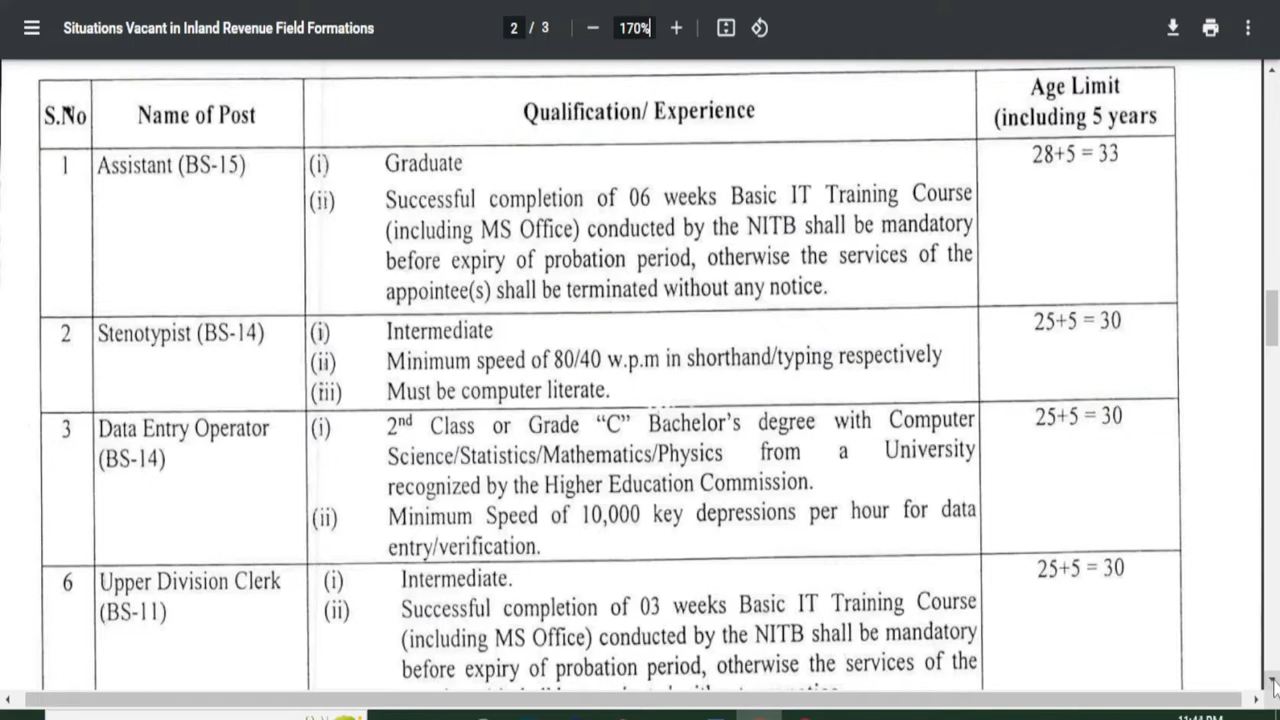 Situations Vacant in Inland Revenue Field Formations
2 / 3
170%
S.No
Name of Post
Qualification/ Experience
Age Limit
(including 5 years
1
Assistant (BS-15)
(i) Graduate
(ii) Successful completion of 06 weeks Basic IT Training Course
(including MS Office) conducted by the NITB shall be mandatory
before expiry of probation period, otherwise the services of the
appointee(s) shall be terminated without any notice.
28+5 = 33
2
Stenotypist (BS-14)
(i) Intermediate
(ii) Minimum speed of 80/40 w.p.m in shorthand/typing respectively
(iii) Must be computer literate.
25+5 = 30
3
Data Entry Operator
(BS-14)
(i) 2nd Class or Grade “C” Bachelor’s degree with Computer
Science/Statistics/Mathematics/Physics from a University
recognized by the Higher Education Commission.
(ii) Minimum Speed of 10,000 key depressions per hour for data
entry/verification.
25+5 = 30
6
Upper Division Clerk
(BS-11)
(i) Intermediate.
(ii) Successful completion of 03 weeks Basic IT Training Course
(including MS Office) conducted by the NITB shall be mandatory
before expiry of probation period, otherwise the services of the
25+5 = 30